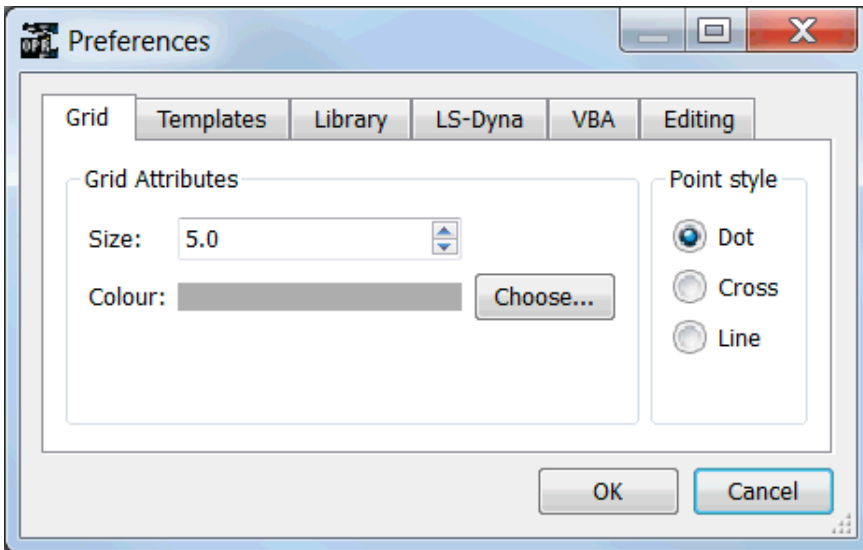 Preferences
Grid Templates Library LS-Dyna VBA Editing
Grid Attributes
Point style
Size: 5.0
Dot
Colour: Choose...
Cross
Line
OK Cancel